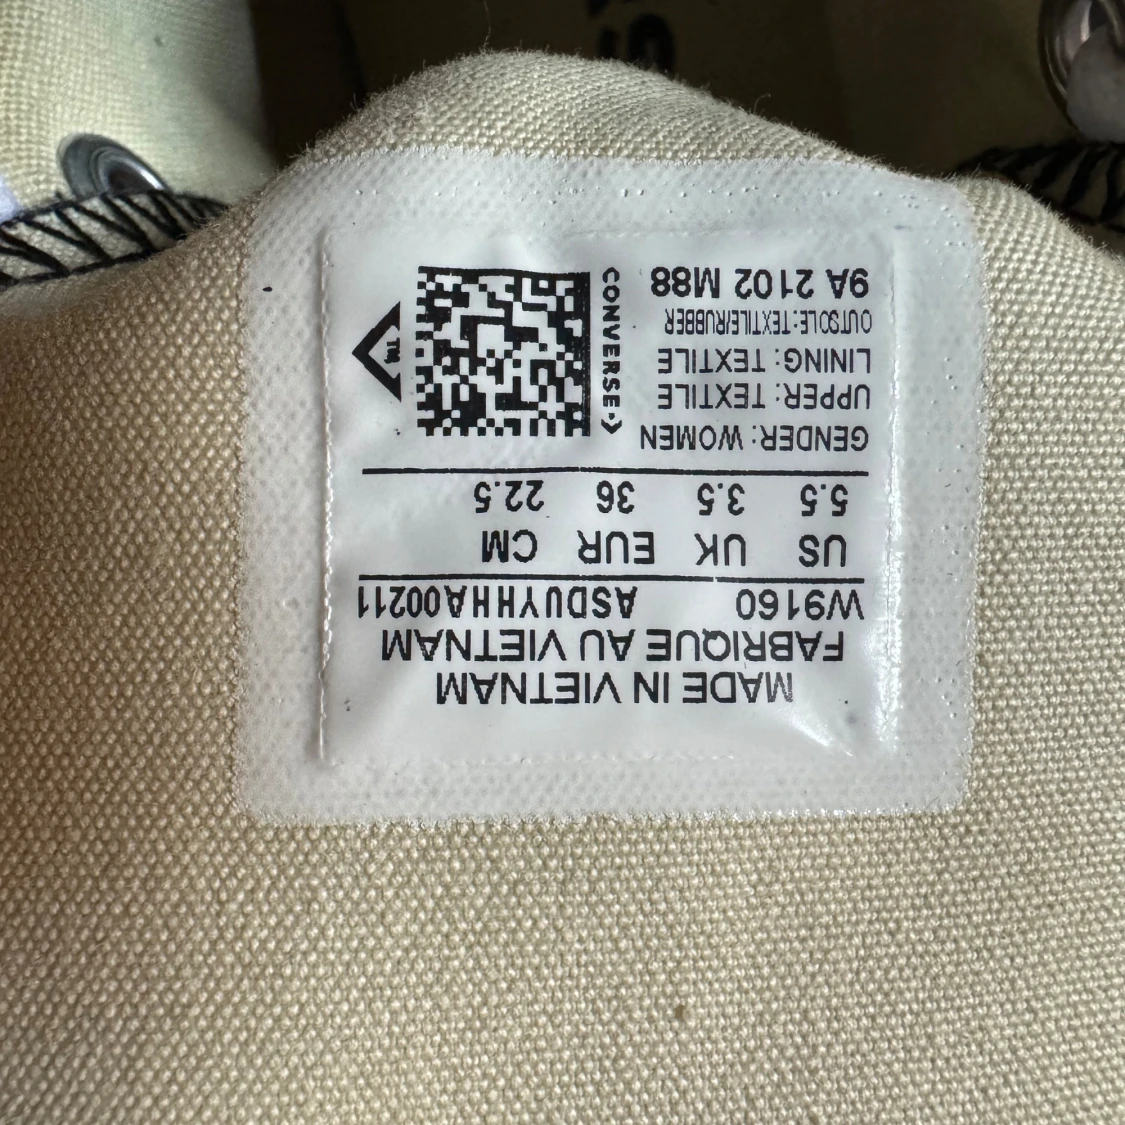 MADE IN VIETNAM
FABRIQUE AU VIETNAM
W9160 ASDUYHHA00211
US UK EUR CM
5.5 3.5 36 22.5
GENDER: WOMEN
UPPER: TEXTILE
LINING: TEXTILE
OUTSOLE:TEXTILE/RUBBER
9A 2102 M88
CONVERSE